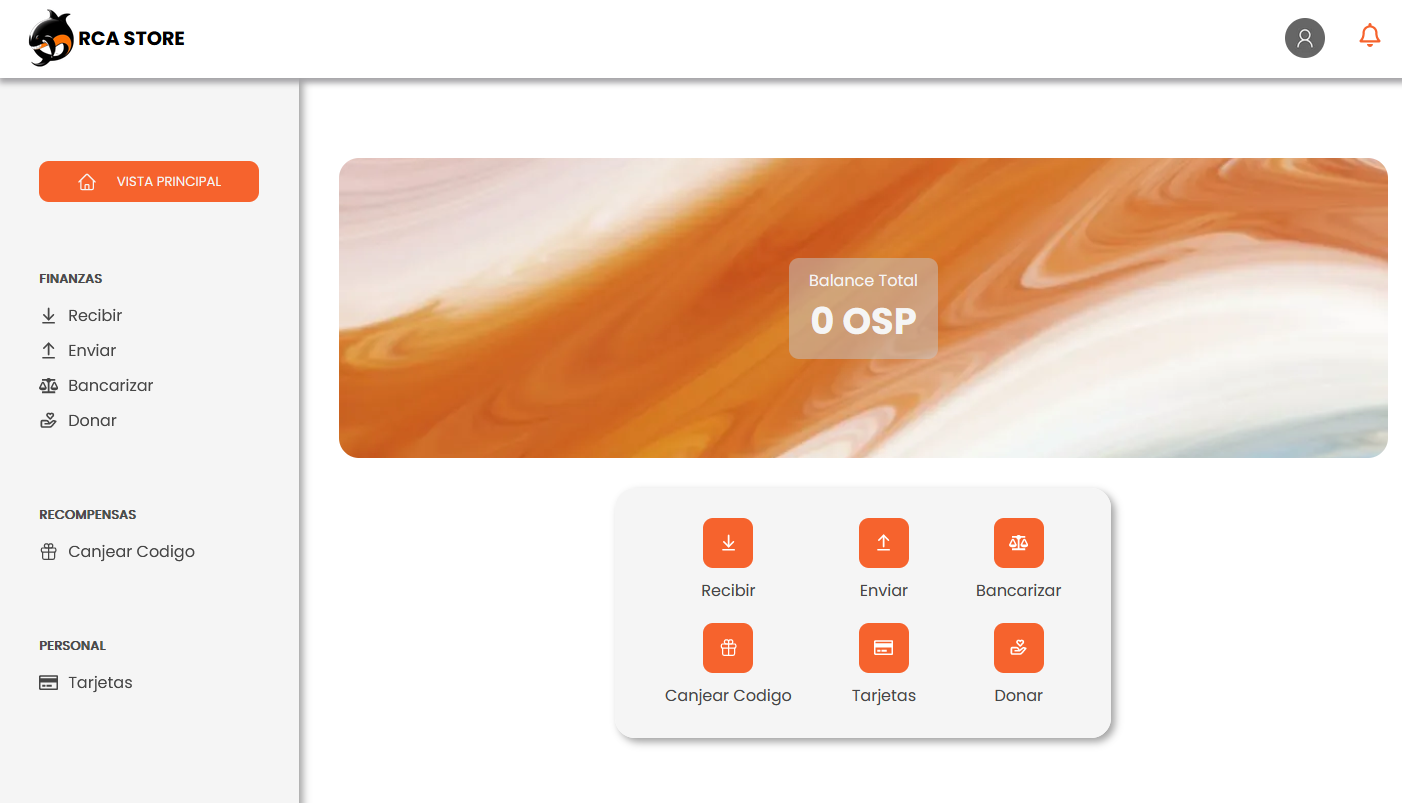 RCA STORE
VISTA PRINCIPAL
FINANZAS
Recibir
Enviar
Bancarizar
Donar
RECOMPENSAS
Canjear Codigo
PERSONAL
Tarjetas
Balance Total
0 OSP
Recibir
Enviar
Bancarizar
Canjear Codigo
Tarjetas
Donar